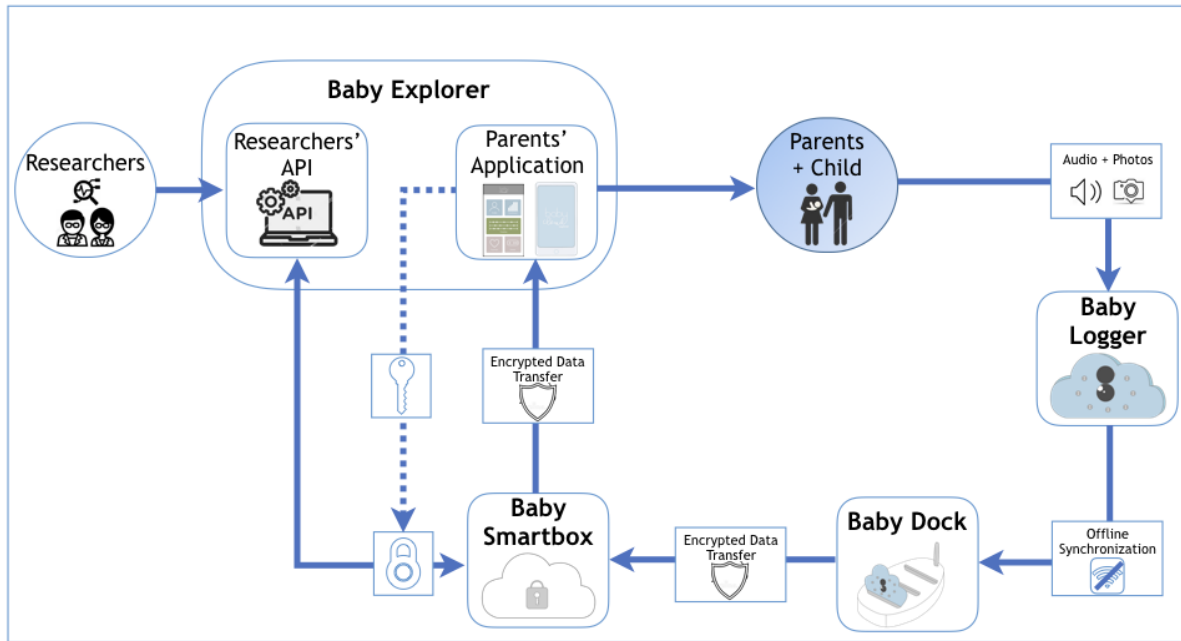 Baby Explorer
Researchers
Researchers'
API
API
Parents'
Application
Parents
+ Child
Audio + Photos
Baby
Logger
Encrypted Data
Transfer
Baby
Smartbox
Encrypted Data
Transfer
Baby Dock
Offline
Synchronization